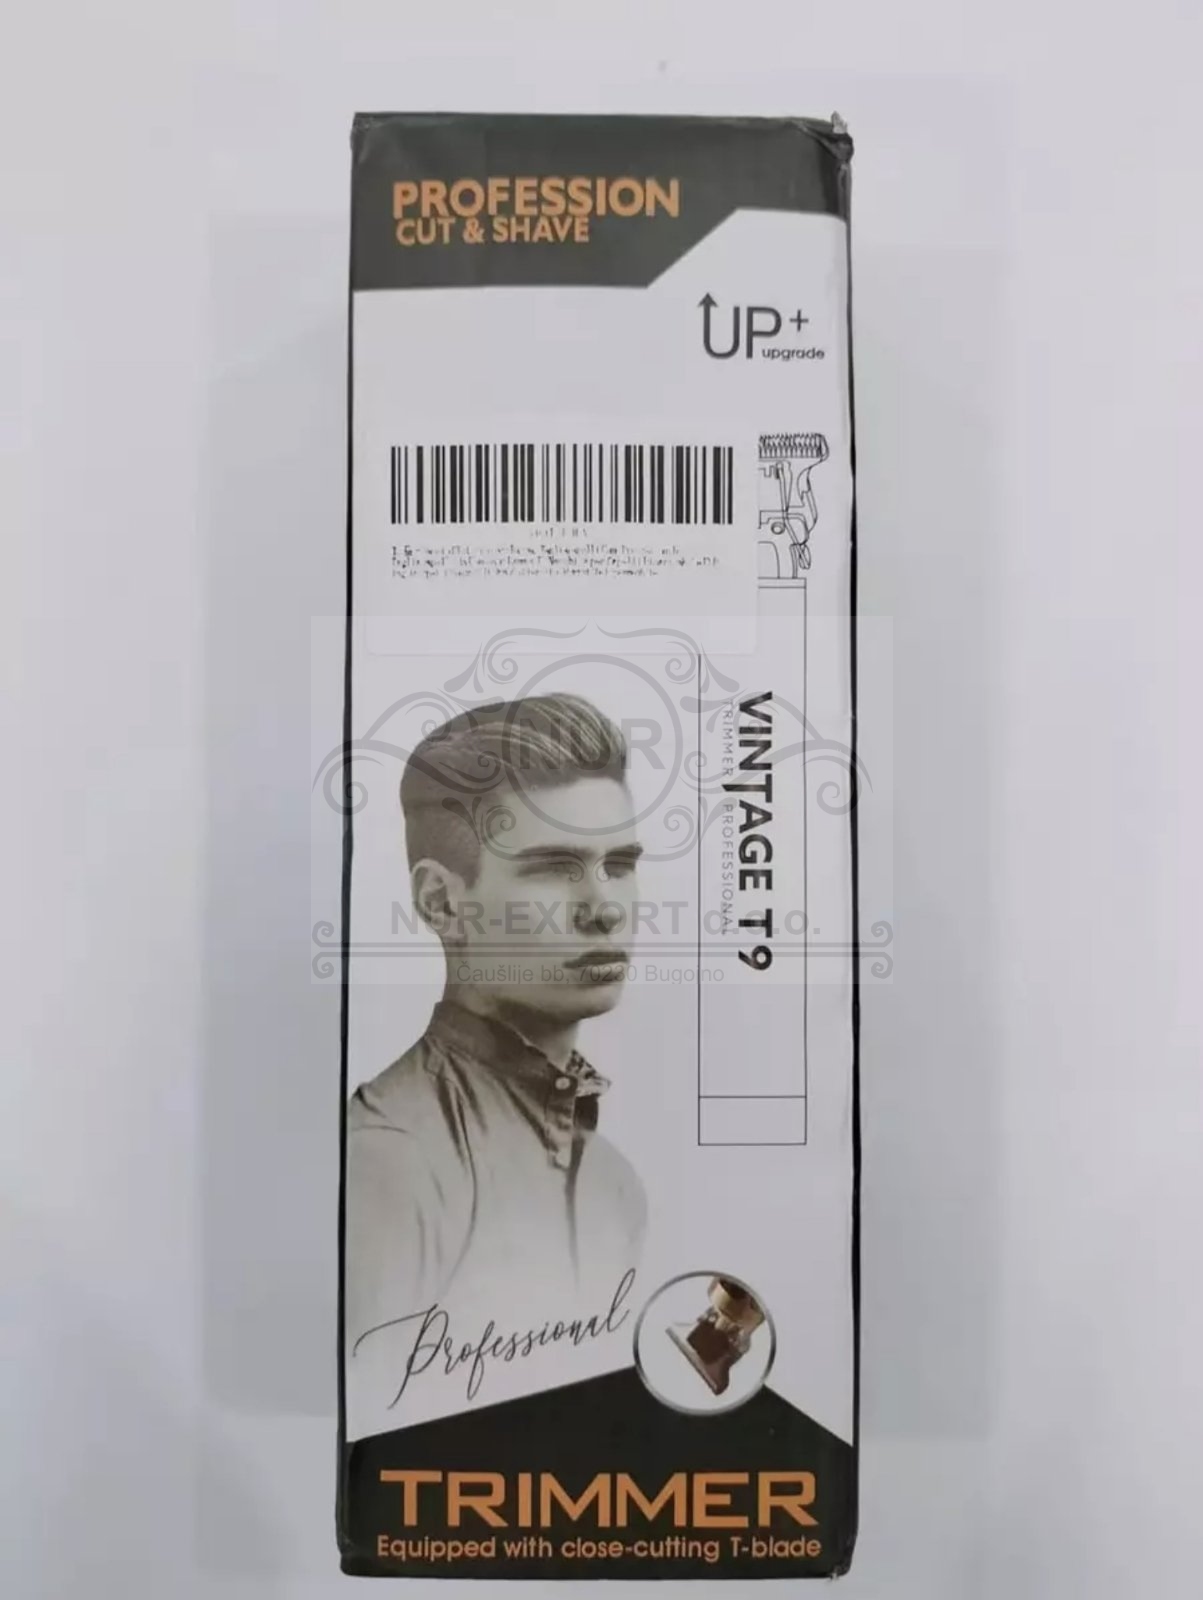 PROFESSION
CUT & SHAVE
UP+
upgrade
VINTAGE T9
TRIMMER PROFESSIONAL
NUR
NUR-EXPORT d.o.o.
Čaušlije bb, 70230 Bugojno
Professional
TRIMMER
Equipped with close-cutting T-blade